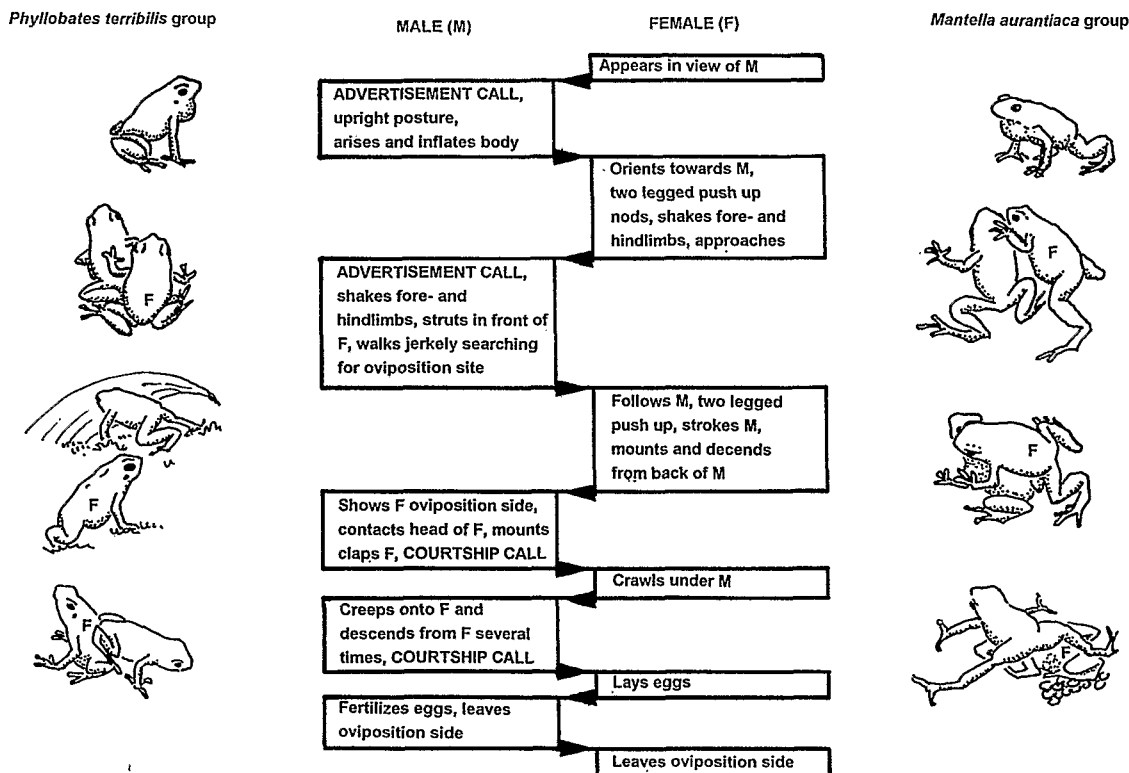 Phyllobates terribilis group
MALE (M)
FEMALE (F)
Mantella aurantiaca group
Appears in view of M
ADVERTISEMENT CALL,
upright posture,
arises and inflates body
Orients towards M,
two legged push up
nods, shakes fore- and
hindlimbs, approaches
ADVERTISEMENT CALL,
shakes fore- and
hindlimbs, struts in front of
F, walks jerkely searching
for oviposition site
Follows M, two legged
push up, strokes M,
mounts and decends
from back of M
Shows F oviposition side,
contacts head of F, mounts
claps F, COURTSHIP CALL
Crawls under M
Creeps onto F and
descends from F several
times, COURTSHIP CALL
Lays eggs
Fertilizes eggs, leaves
oviposition side
Leaves oviposition side
F
F
F
F
F
F